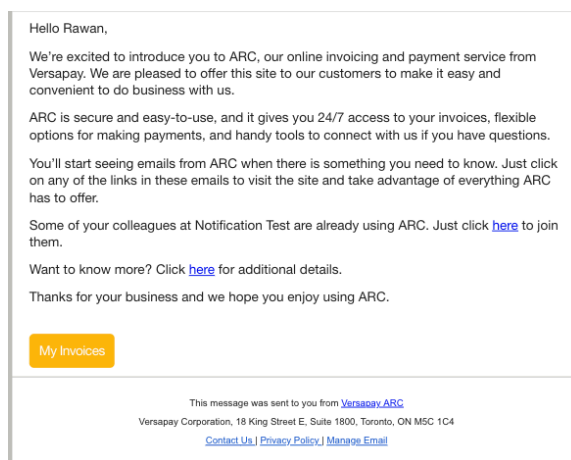 Hello Rawan,
We're excited to introduce you to ARC, our online invoicing and payment service from
Versapay. We are pleased to offer this site to our customers to make it easy and
convenient to do business with us.
ARC is secure and easy-to-use, and it gives you 24/7 access to your invoices, flexible
options for making payments, and handy tools to connect with us if you have questions.
You'll start seeing emails from ARC when there is something you need to know. Just click
on any of the links in these emails to visit the site and take advantage of everything ARC
has to offer.
Some of your colleagues at Notification Test are already using ARC. Just click here to join
them.
Want to know more? Click here for additional details.
Thanks for your business and we hope you enjoy using ARC.
My Invoices
This message was sent to you from Versapay ARC
Versapay Corporation, 18 King Street E, Suite 1800, Toronto, ON M5C 1C4
Contact Us | Privacy Policy | Manage Email